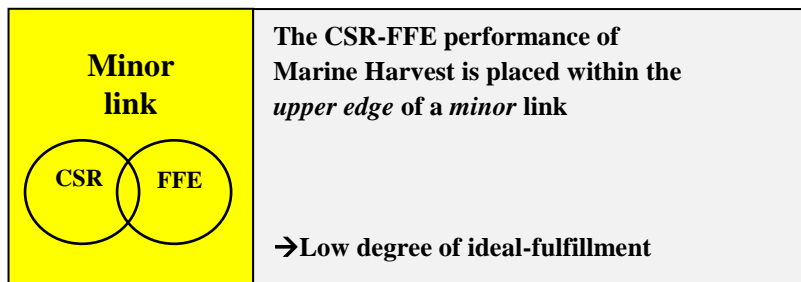 Minor
link
CSR
FFE
The CSR-FFE performance of
Marine Harvest is placed within the
upper edge of a minor link
→Low degree of ideal-fulfillment